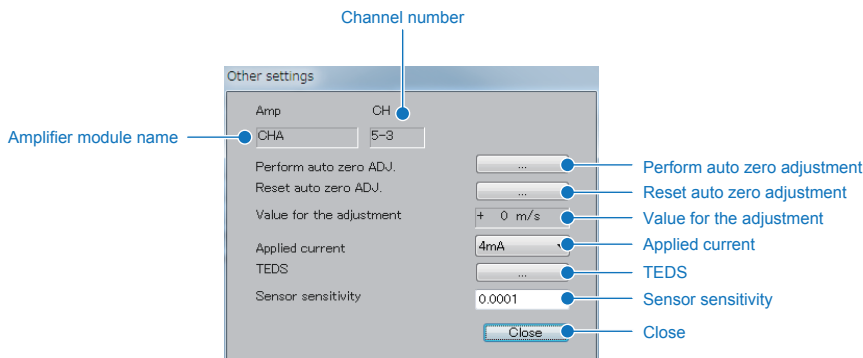 Channel number
Other settings
Amp CH
Amplifier module name
CHA 5-3
Perform auto zero ADJ. ... Perform auto zero adjustment
Reset auto zero ADJ. ... Reset auto zero adjustment
Value for the adjustment + 0 m/s Value for the adjustment
Applied current 4mA Applied current
TEDS ... TEDS
Sensor sensitivity 0.0001 Sensor sensitivity
Close Close